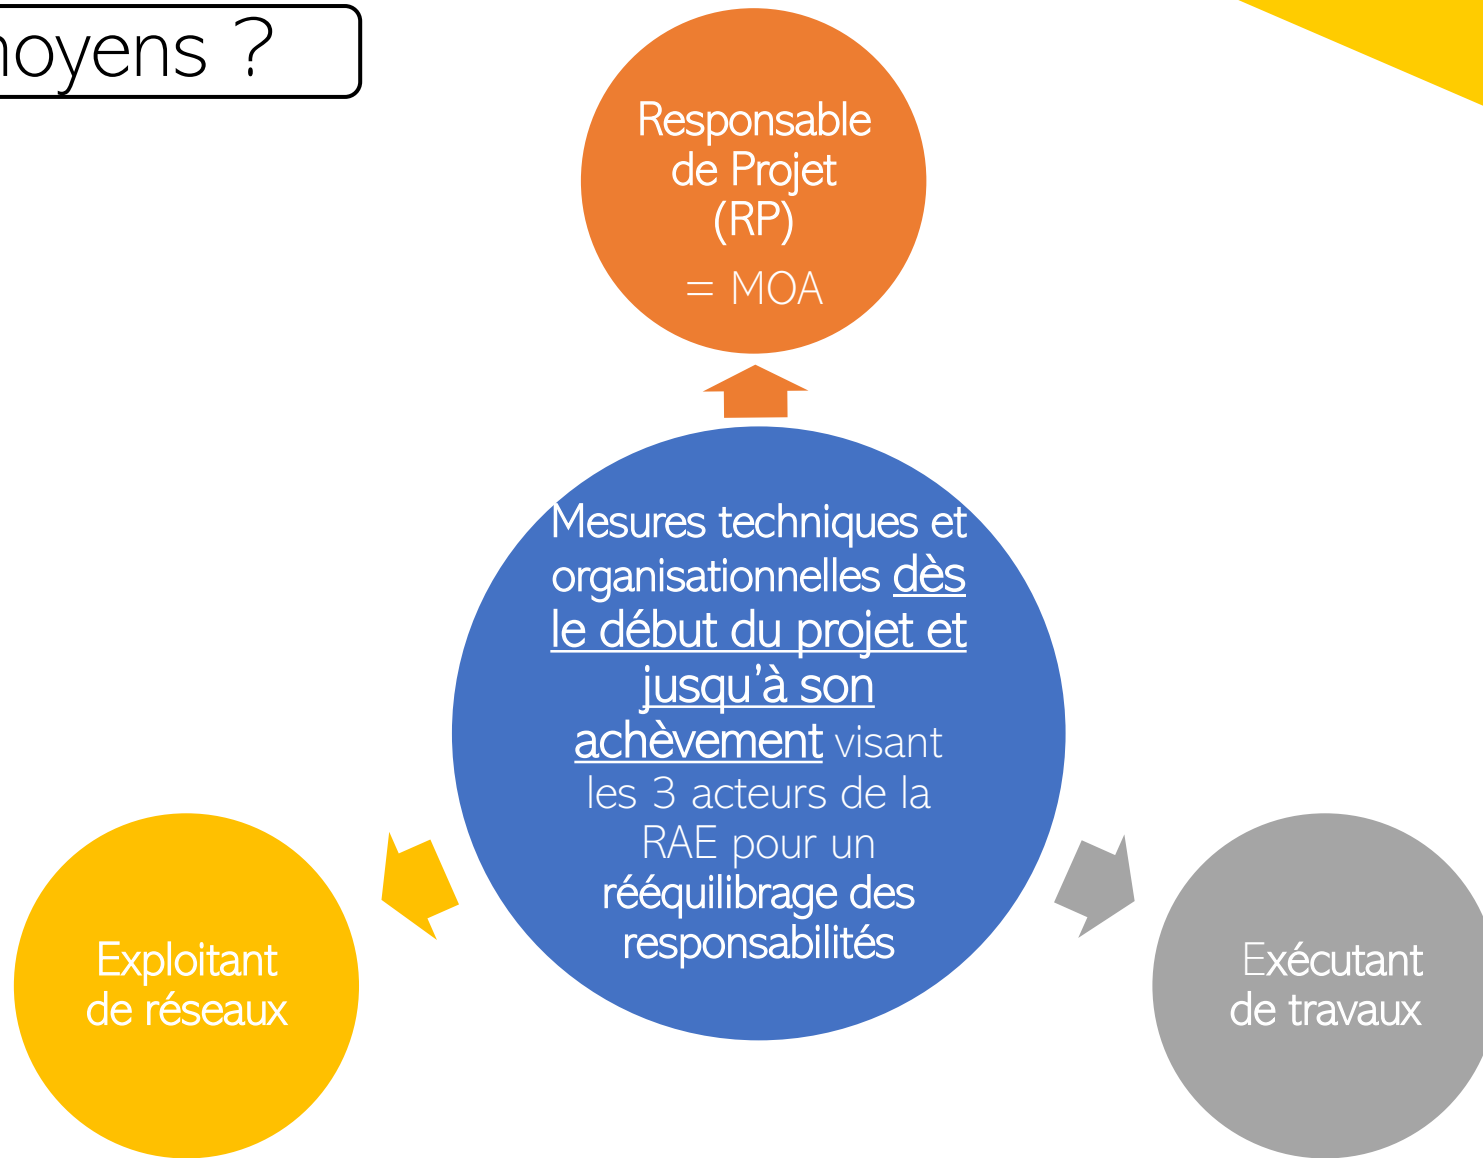 moyens ?
Responsable
de Projet
(RP)
= MOA
Mesures techniques et
organisationnelles dès
le début du projet et
jusqu’à son
achèvement visant
les 3 acteurs de la
RAE pour un
rééquilibrage des
responsabilités
Exploitant
de réseaux
Exécutant
de travaux